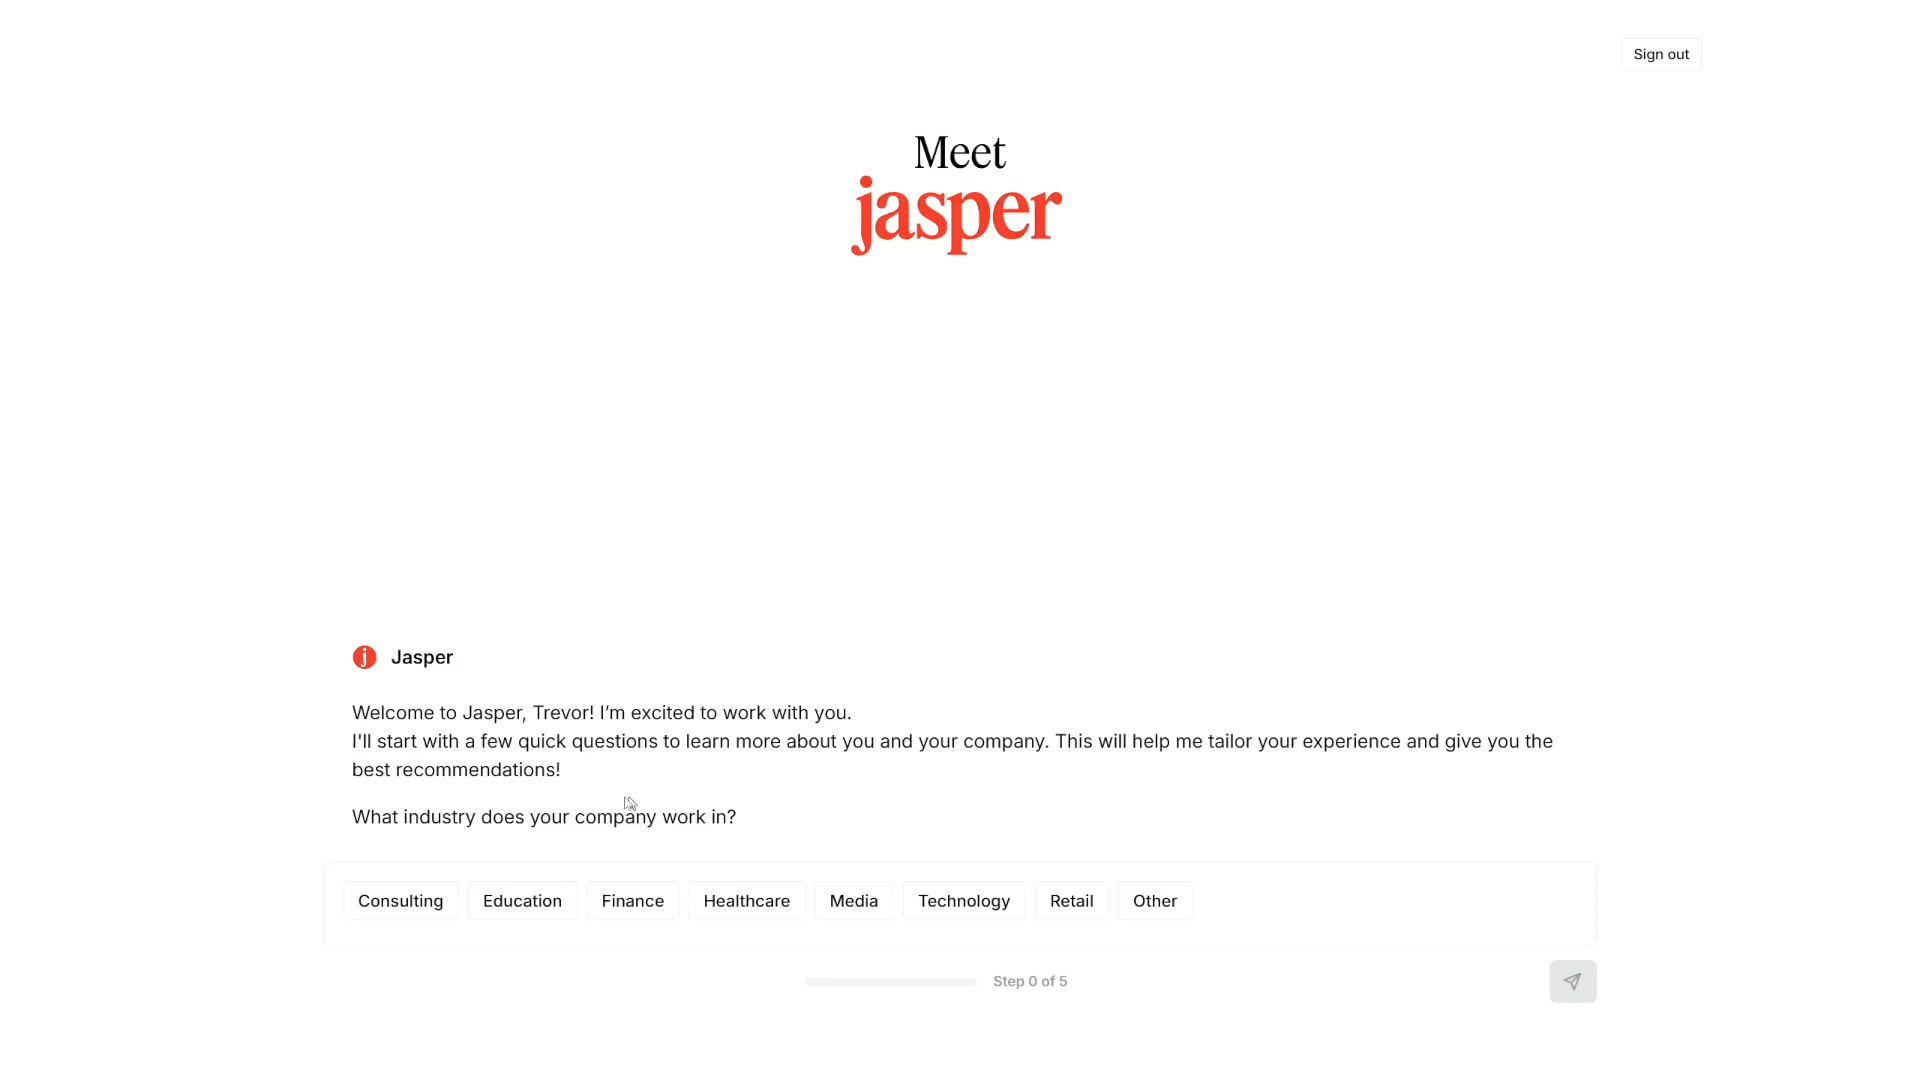 Sign out
Meet
jasper
j Jasper
Welcome to Jasper, Trevor! I’m excited to work with you.
I'll start with a few quick questions to learn more about you and your company. This will help me tailor your experience and give you the
best recommendations!
What industry does your company work in?
Consulting Education Finance Healthcare Media Technology Retail Other
Step 0 of 5